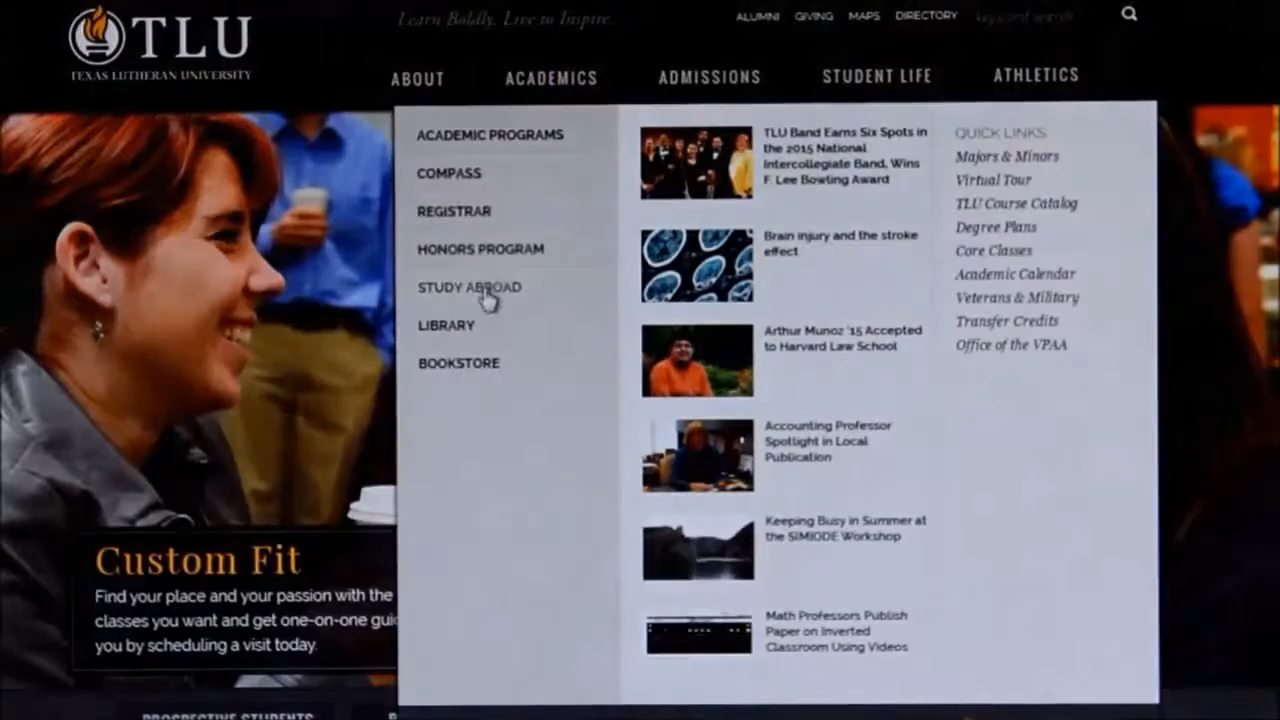 TLU
TEXAS LUTHERAN UNIVERSITY
Learn Boldly. Live to Inspire.
ALUMNI GIVING MAPS DIRECTORY keyword search
ABOUT ACADEMICS ADMISSIONS STUDENT LIFE ATHLETICS
ACADEMIC PROGRAMS
COMPASS
REGISTRAR
HONORS PROGRAM
STUDY ABROAD
LIBRARY
BOOKSTORE
TLU Band Earns Six Spots in
the 2015 National
Intercollegiate Band, Wins
F. Lee Bowling Award
Brain injury and the stroke
effect
Arthur Munoz '15 Accepted
to Harvard Law School
Accounting Professor
Spotlight in Local
Publication
Keeping Busy in Summer at
the SIMIODE Workshop
Math Professors Publish
Paper on Inverted
Classroom Using Videos
QUICK LINKS
Majors & Minors
Virtual Tour
TLU Course Catalog
Degree Plans
Core Classes
Academic Calendar
Veterans & Military
Transfer Credits
Office of the VPAA
Custom Fit
Find your place and your passion with the
classes you want and get one-on-one
you by scheduling a visit today.
PROSPECTIVE STUDENTS